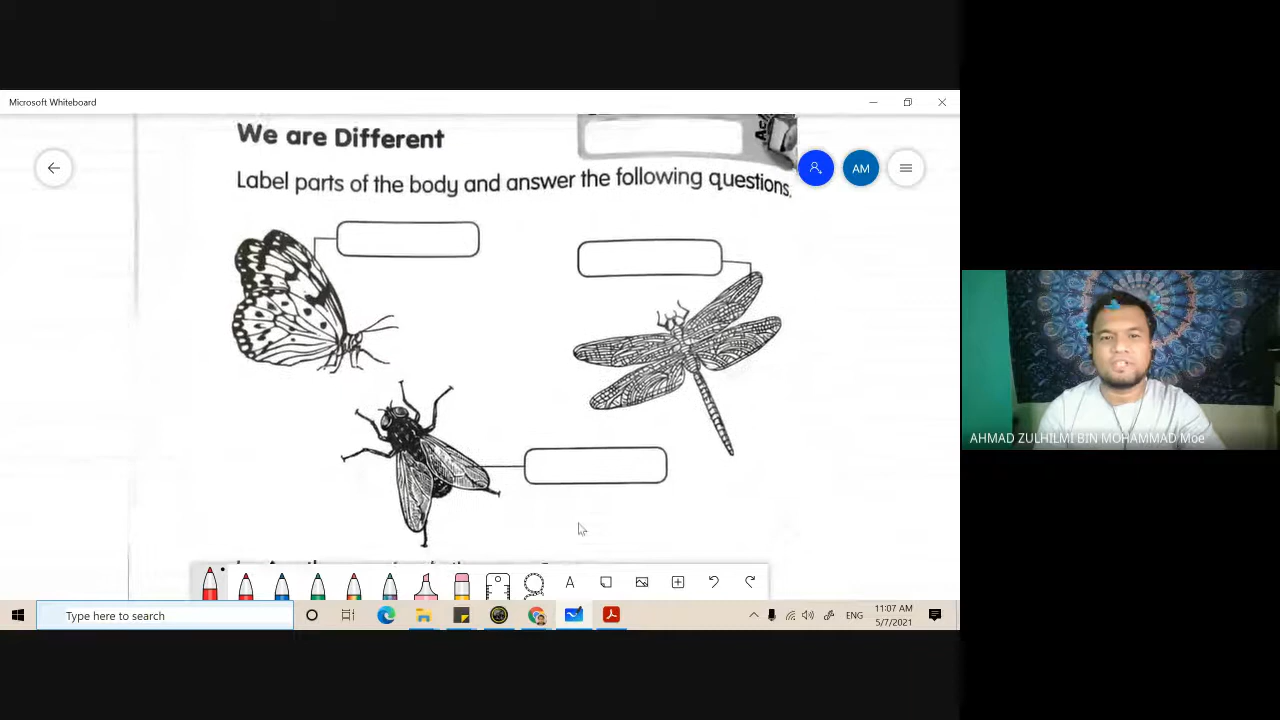 Microsoft Whiteboard
We are Different
Label parts of the body and answer the following questions.
AM
AHMAD ZULHILMI BIN MOHAMMAD Moe
A
Type here to search
ENG
11:07 AM
5/7/2021